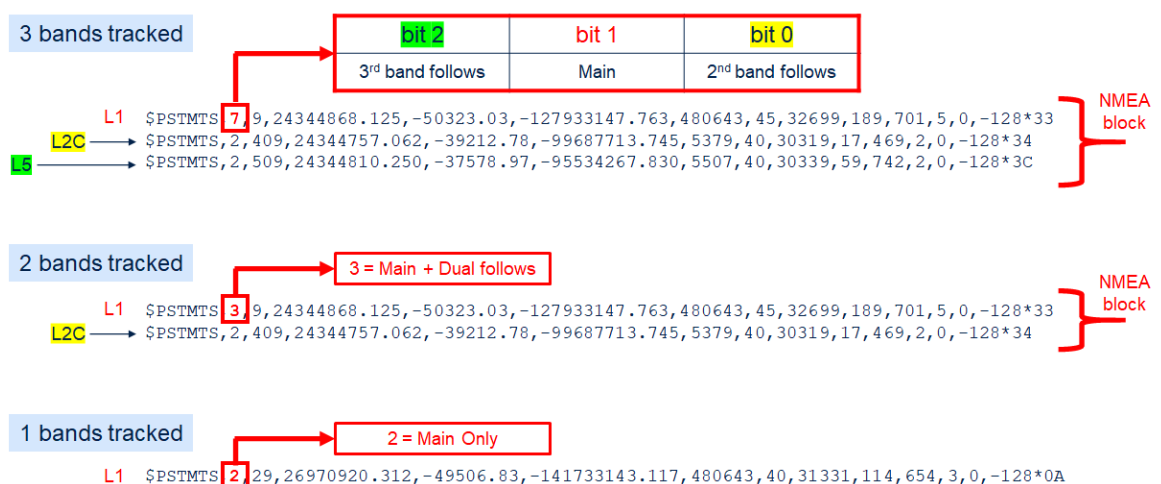 3 bands tracked
bit 2 bit 1 bit 0
3rd band follows Main 2nd band follows
L1 $PSTMTS,7,9,24344868.125,-50323.03,-127933147.763,480643,45,32699,189,701,5,0,-128*33
L2C $PSTMTS,2,409,24344757.062,-39212.78,-99687713.745,5379,40,30319,17,469,2,0,-128*34
L5 $PSTMTS,2,509,24344810.250,-37578.97,-95534267.830,5507,40,30339,59,742,2,0,-128*3C
NMEA
block
2 bands tracked
3 = Main + Dual follows
L1 $PSTMTS,3,9,24344868.125,-50323.03,-127933147.763,480643,45,32699,189,701,5,0,-128*33
L2C $PSTMTS,2,409,24344757.062,-39212.78,-99687713.745,5379,40,30319,17,469,2,0,-128*34
NMEA
block
1 bands tracked
2 = Main Only
L1 $PSTMTS,2,29,26970920.312,-49506.83,-141733143.117,480643,40,31331,114,654,3,0,-128*0A